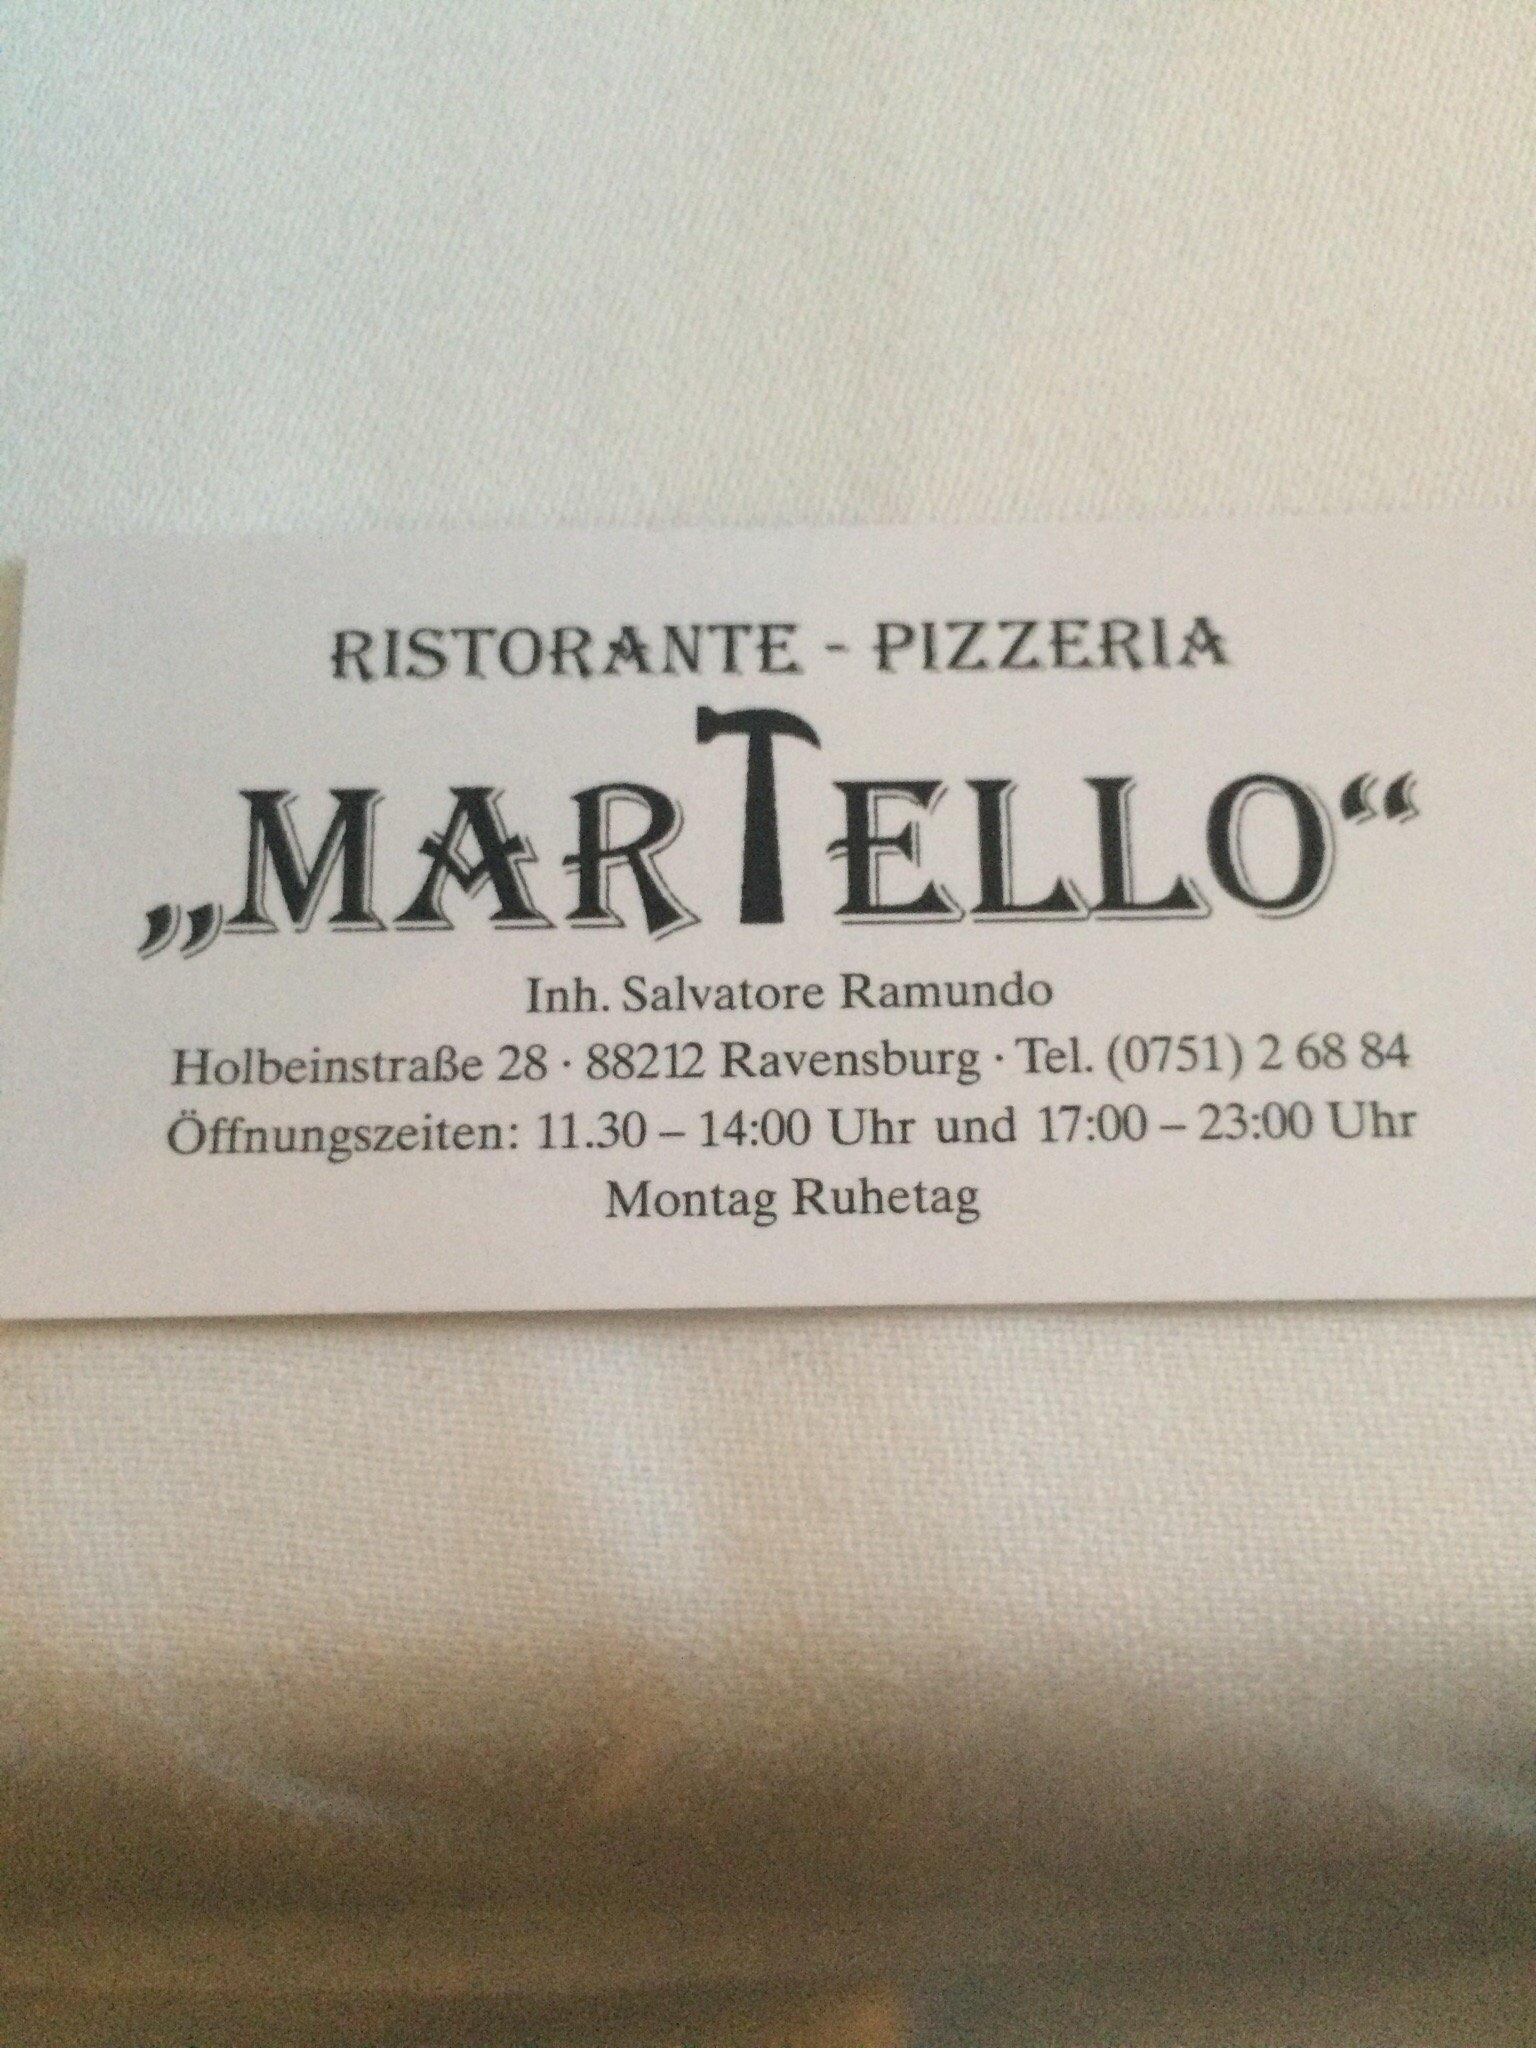 RISTORANTE - PIZZERIA
„MARTELLO“
Inh. Salvatore Ramundo
Holbeinstraße 28 · 88212 Ravensburg · Tel. (0751) 2 68 84
Öffnungszeiten: 11.30 – 14:00 Uhr und 17:00 – 23:00 Uhr
Montag Ruhetag